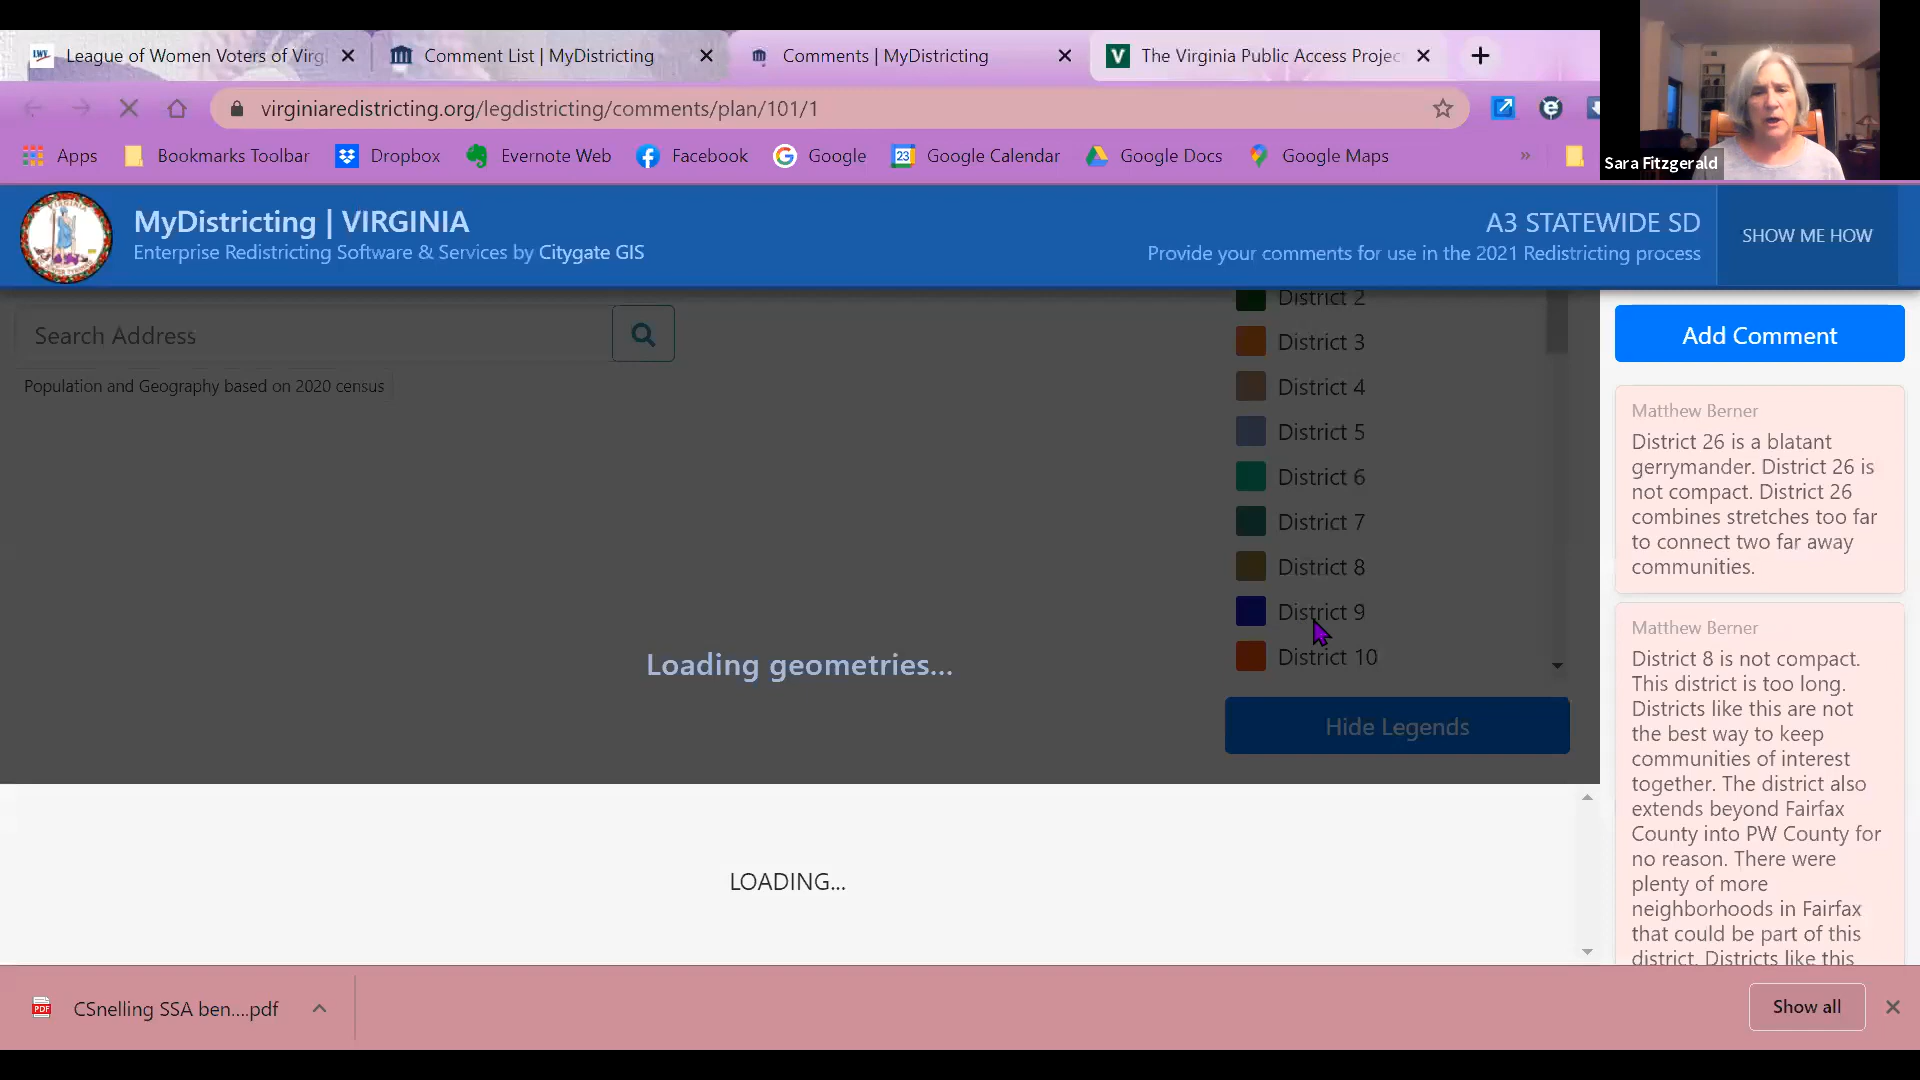 League of Women Voters of Virg
Comment List | MyDistricting
Comments | MyDistricting
The Virginia Public Access Projec
virginiaredistricting.org/legdistricting/comments/plan/101/1
Apps
Bookmarks Toolbar
Dropbox
Evernote Web
Facebook
Google
Google Calendar
Google Docs
Google Maps
»
Sara Fitzgerald
MyDistricting | VIRGINIA
Enterprise Redistricting Software & Services by Citygate GIS
A3 STATEWIDE SD
Provide your comments for use in the 2021 Redistricting process
SHOW ME HOW
Search Address
Population and Geography based on 2020 census
District 2
District 3
District 4
District 5
District 6
District 7
District 8
District 9
District 10
Hide Legends
Loading geometries...
LOADING...
Add Comment
Matthew Berner
District 26 is a blatant
gerrymander. District 26 is
not compact. District 26
combines stretches too far
to connect two far away
communities.
Matthew Berner
District 8 is not compact.
This district is too long.
Districts like this are not
the best way to keep
communities of interest
together. The district also
extends beyond Fairfax
County into PW County for
no reason. There were
plenty of more
neighborhoods in Fairfax
that could be part of this
district. Districts like this
CSnelling SSA ben....pdf
Show all